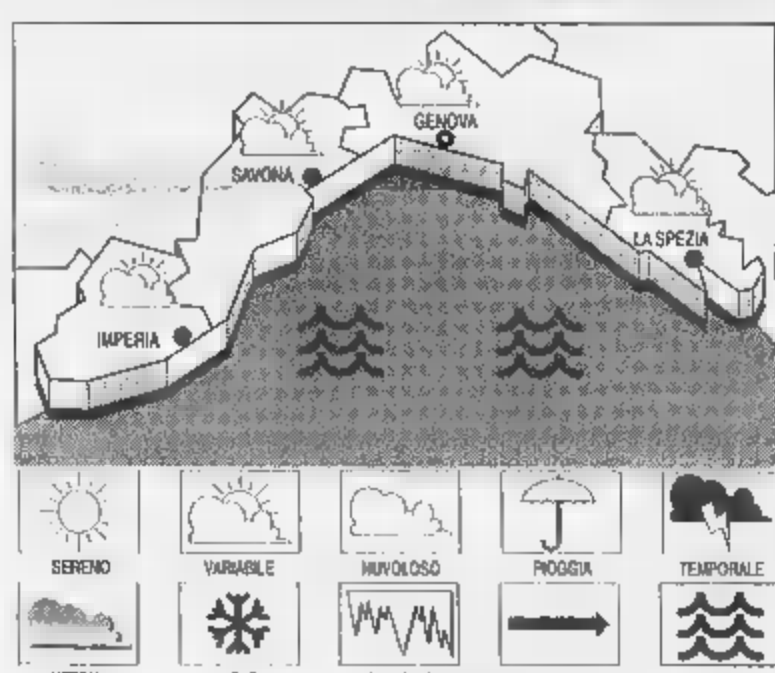 GENOVA
SAVONA
LA SPEZIA
IMPERIA
SERENO
VARIABILE
NUVOLOSO
PIOGGIA
TEMPORALE